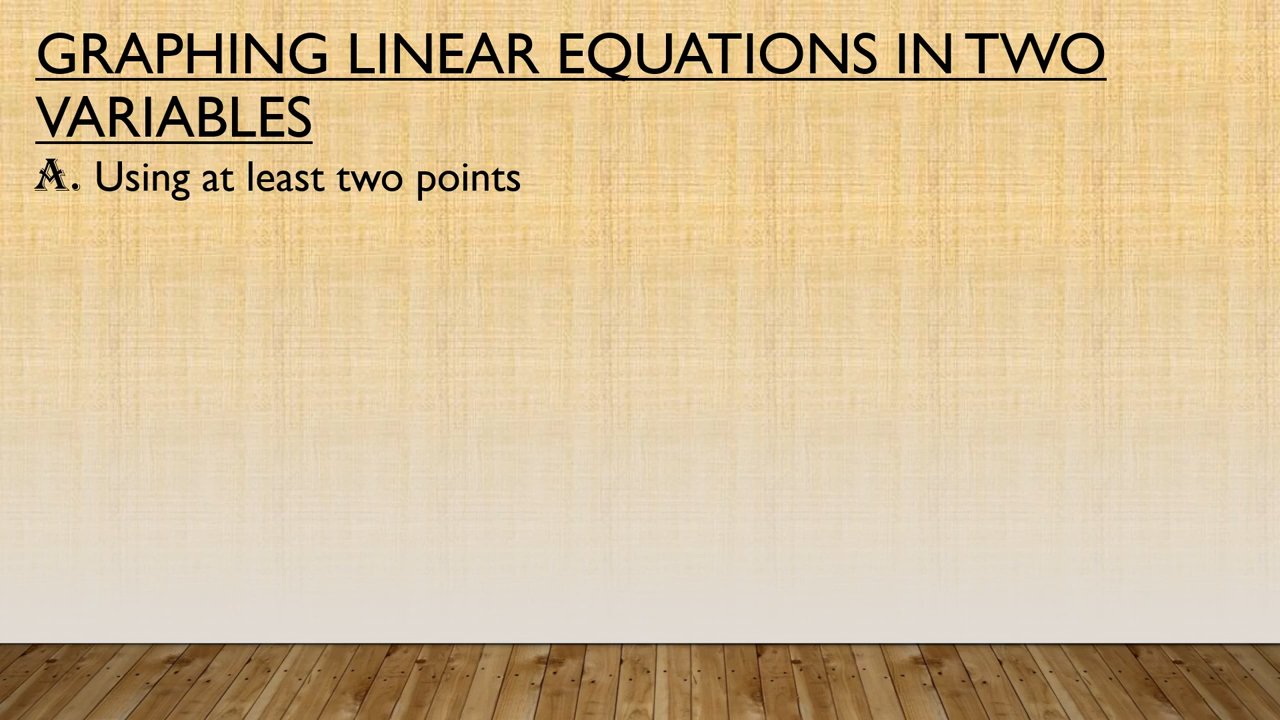 GRAPHING LINEAR EQUATIONS IN TWO
VARIABLES
A. Using at least two points